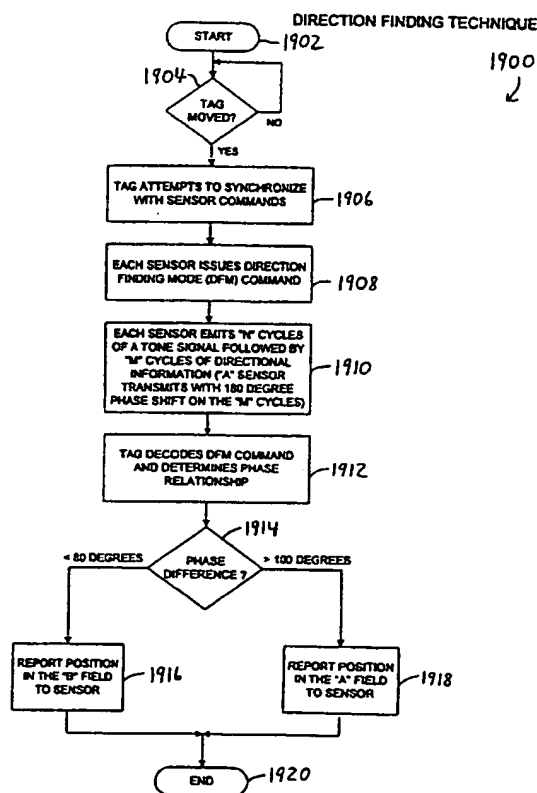 DIRECTION FINDING TECHNIQUE
1900
START
1902
1904
TAG
MOVED?
NO
YES
TAG ATTEMPTS TO SYNCHRONIZE
WITH SENSOR COMMANDS
1906
EACH SENSOR ISSUES DIRECTION
FINDING MODE (DFM) COMMAND
1908
EACH SENSOR EMITS "N" CYCLES
OF A TONE SIGNAL FOLLOWED BY
"M" CYCLES OF DIRECTIONAL
INFORMATION ("A" SENSOR
TRANSMITS WITH 180 DEGREE
PHASE SHIFT ON THE "M" CYCLES)
1910
TAG DECODES DFM COMMAND
AND DETERMINES PHASE
RELATIONSHIP
1912
1914
< 80 DEGREES
PHASE
DIFFERENCE ?
> 100 DEGREES
REPORT POSITION
IN THE "B" FIELD
TO SENSOR
1916
REPORT POSITION
IN THE "A" FIELD
TO SENSOR
1918
END
1920